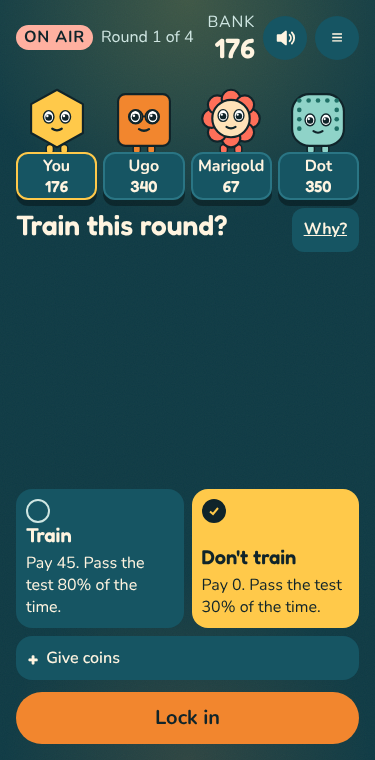 ON AIR Round 1 of 4 BANK 176
You Ugo Marigold Dot
176 340 67 350
Train this round? Why?
Train
Pay 45. Pass the
test 80% of the
time.
Don't train
Pay 0. Pass the test
30% of the time.
+ Give coins
Lock in